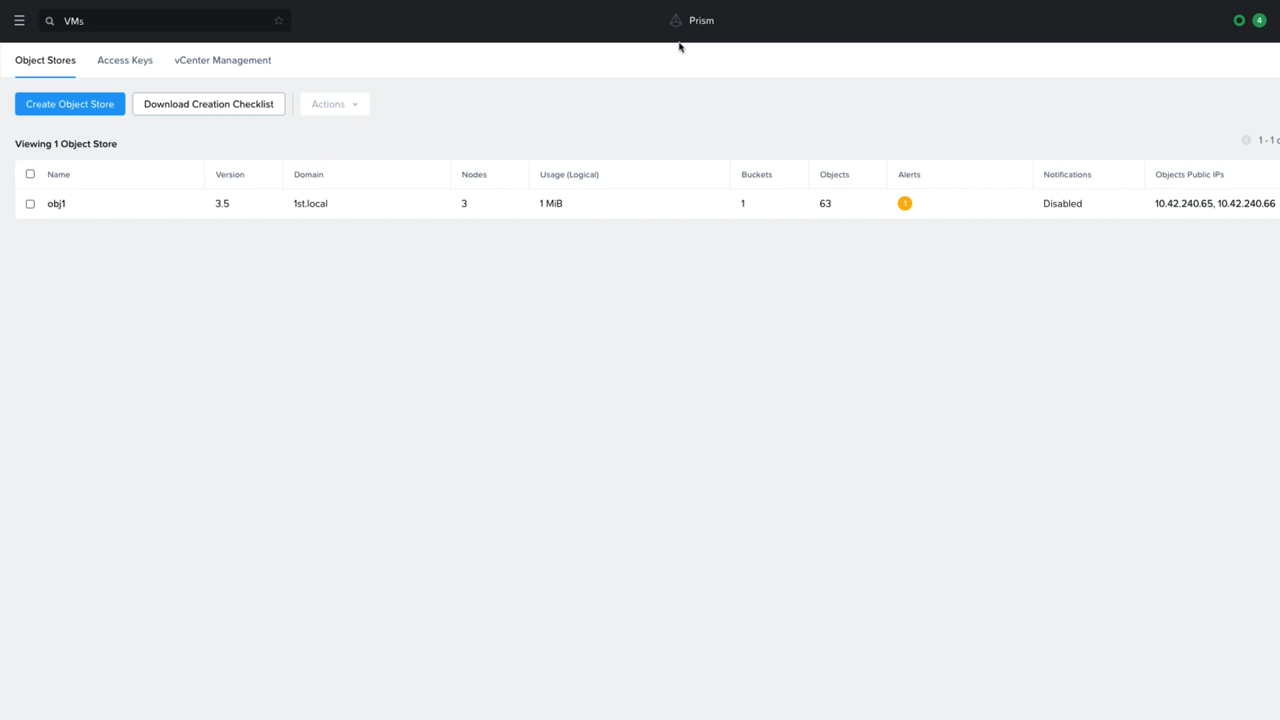 VMs
Prism
4
Object Stores Access Keys vCenter Management
Create Object Store Download Creation Checklist Actions
Viewing 1 Object Store
1 - 1
Name Version Domain Nodes Usage (Logical) Buckets Objects Alerts Notifications Objects Public IPs
obj1 3.5 1st.local 3 1 MiB 1 63 1 Disabled 10.42.240.65, 10.42.240.66